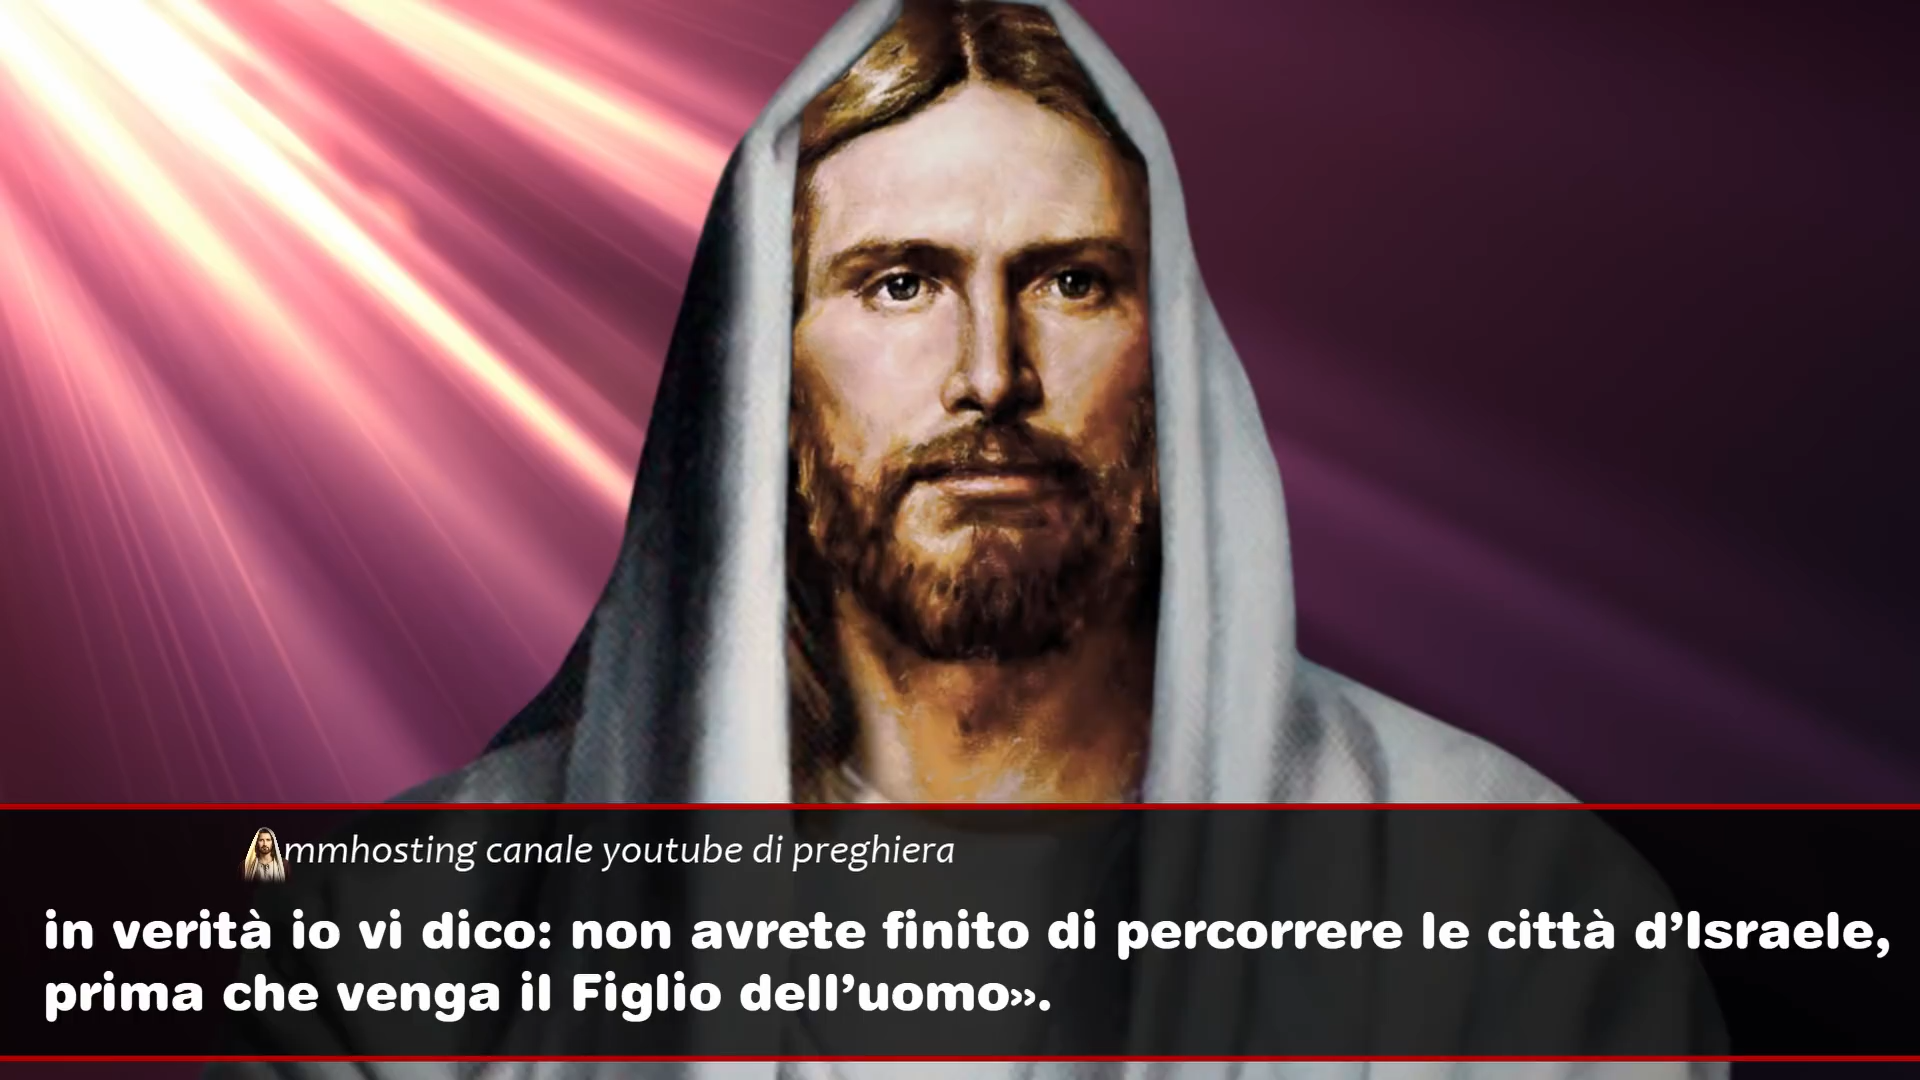 mmhosting canale youtube di preghiera
in verità io vi dico: non avrete finito di percorrere le città d’Israele,
prima che venga il Figlio dell’uomo».